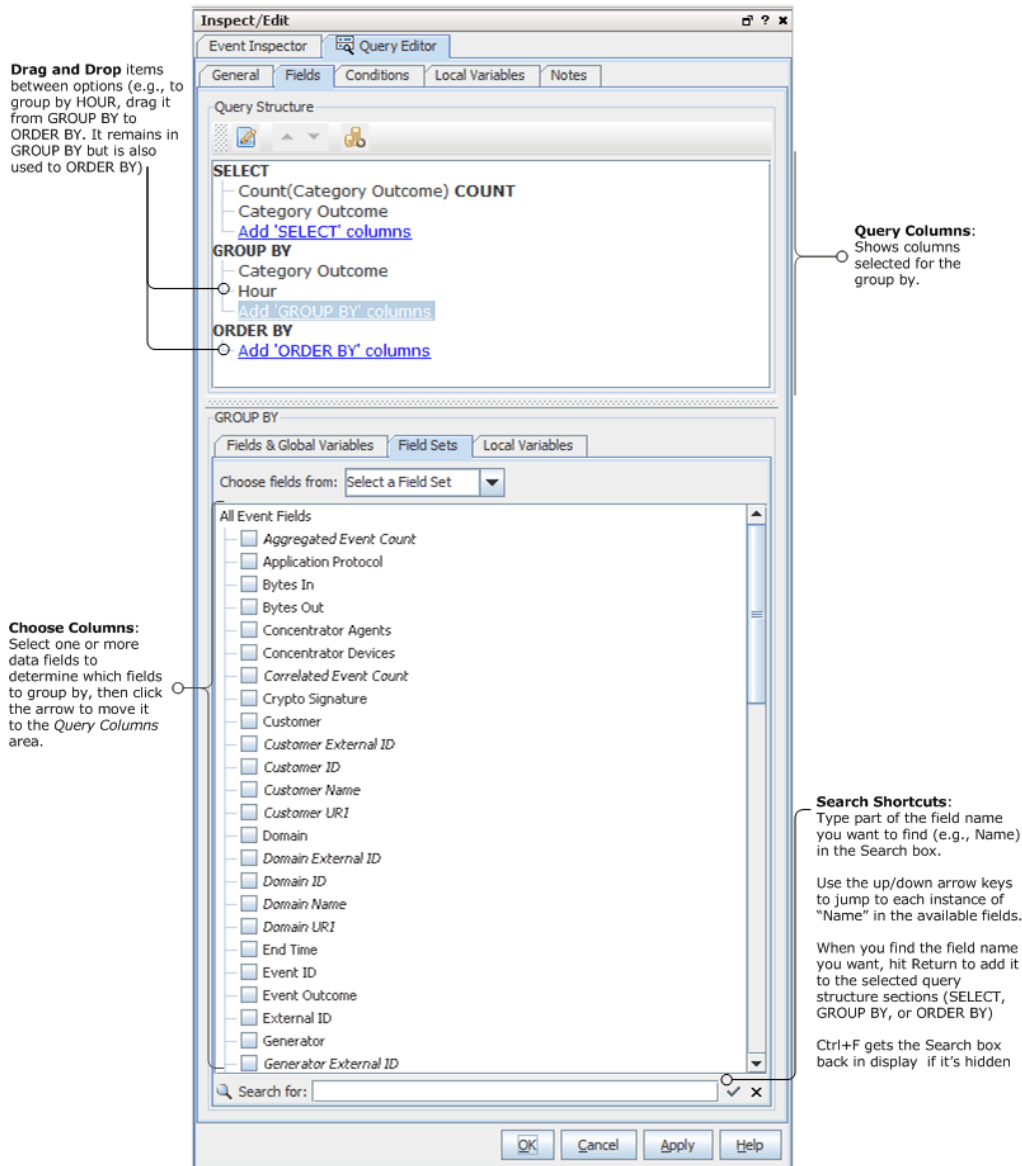 Inspect/Edit
Event Inspector
Query Editor
General
Fields
Conditions
Local Variables
Notes
Drag and Drop items
between options (e.g., to
group by HOUR, drag it
from GROUP BY to
ORDER BY. It remains in
GROUP BY but is also
used to ORDER BY)
Query Structure
SELECT
Count(Category Outcome) COUNT
Category Outcome
Add 'SELECT' columns
GROUP BY
Category Outcome
Hour
Add 'GROUP BY' columns
ORDER BY
Add 'ORDER BY' columns
Query Columns:
Shows columns
selected for the
group by.
GROUP BY
Fields & Global Variables
Field Sets
Local Variables
Choose fields from: Select a Field Set
All Event Fields
Aggregated Event Count
Application Protocol
Bytes In
Bytes Out
Concentrator Agents
Concentrator Devices
Correlated Event Count
Crypto Signature
Customer
Customer External ID
Customer ID
Customer Name
Customer URI
Domain
Domain External ID
Domain ID
Domain Name
Domain URI
End Time
Event ID
Event Outcome
External ID
Generator
Generator External ID
Choose Columns:
Select one or more
data fields to
determine which fields
to group by, then click
the arrow to move it
to the Query Columns
area.
Search Shortcuts:
Type part of the field name
you want to find (e.g., Name)
in the Search box.
Use the up/down arrow keys
to jump to each instance of
“Name” in the available fields.
When you find the field name
you want, hit Return to add it
to the selected query
structure sections (SELECT,
GROUP BY, or ORDER BY)
Ctrl+F gets the Search box
back in display if it's hidden
Search for:
OK
Cancel
Apply
Help